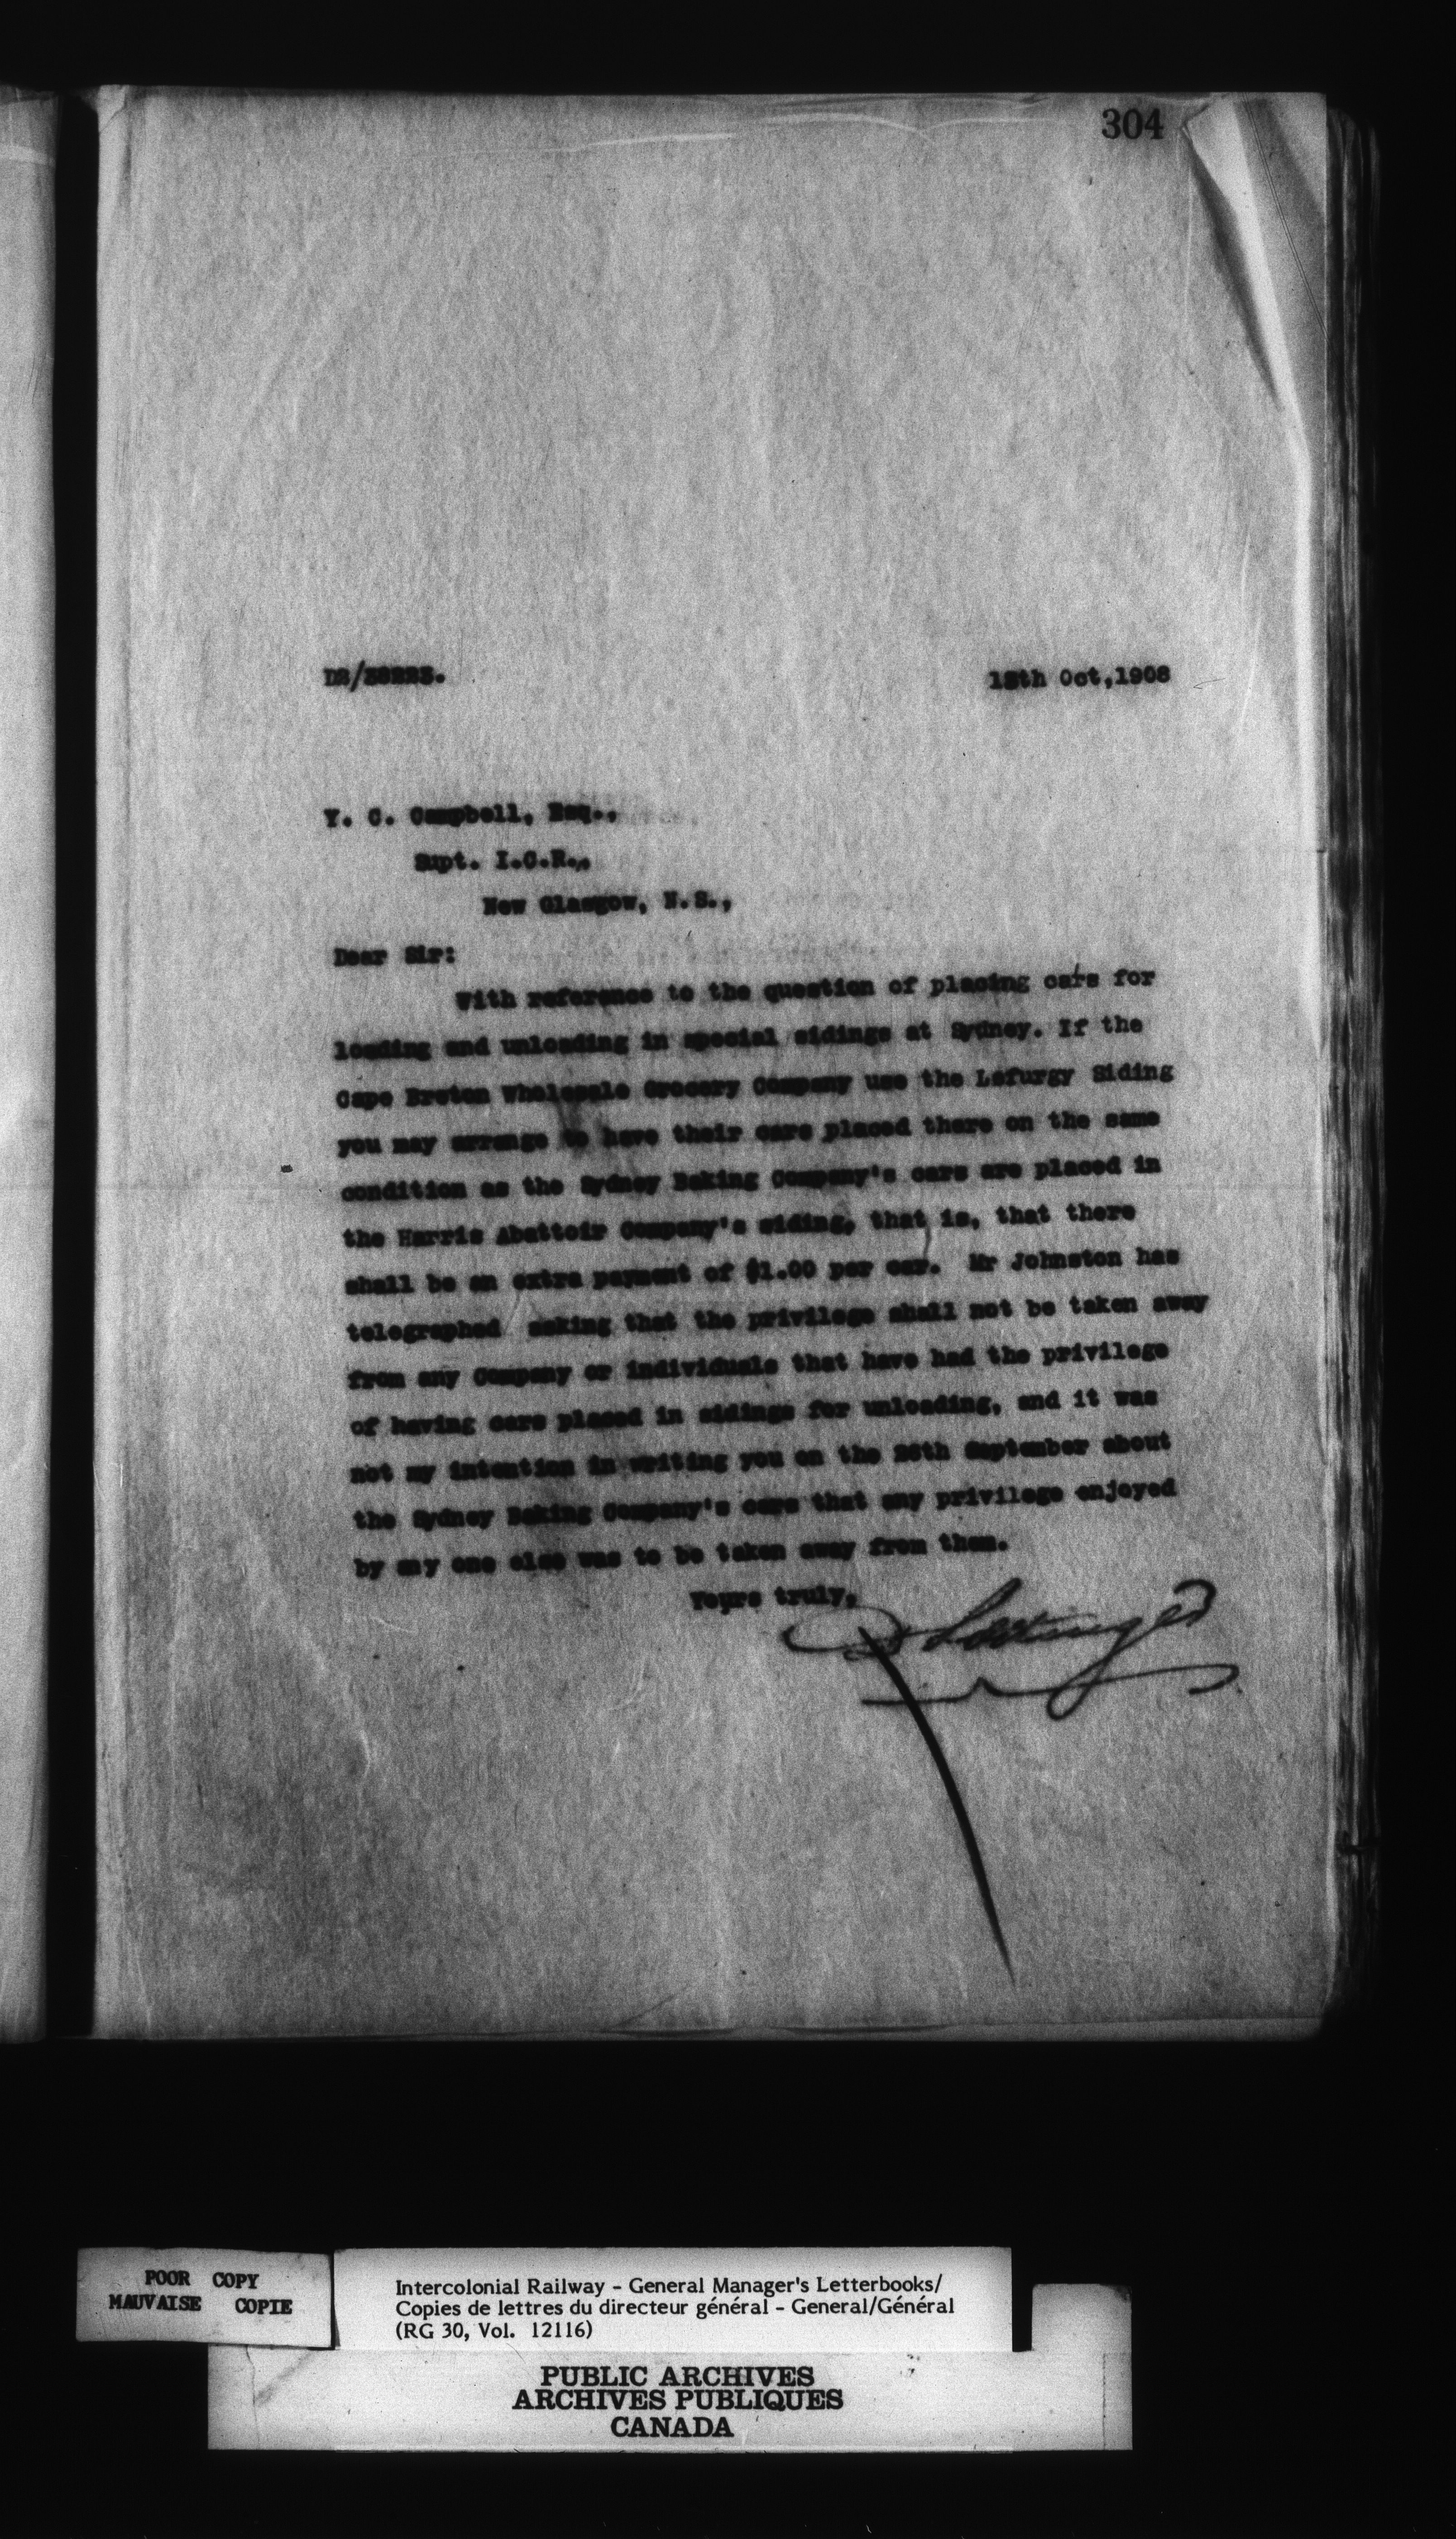 304
15th Oct, 1908
Y. C. Campbell, Esq.,
Supt. I.C.R.,
New Glasgow, N.S.,
Dear Sir:
With reference to the question of placing cars for
loading and unloading in special sidings at Sydney. If the
Cape Breton Wholesale Grocery Company use the Lefurgy Siding
you may arrange to have their cars placed there on the same
condition as the Sydney Baking Company's cars are placed in
the Harris Abattoir Company's siding, that is, that there
shall be an extra payment of $1.00 per car. Mr Johnston has
telegraphed asking that the privilege shall not be taken away
from any Company or individuals that have had the privilege
of having cars placed in sidings for unloading, and it was
not my intention in writing you on the 26th September about
the Sydney Baking Company's cars that any privilege enjoyed
by any one else was to be taken away from them.
Yours truly,
D Pottinger
POOR COPY
MAUVAISE COPIE
Intercolonial Railway - General Manager's Letterbooks/
Copies de lettres du directeur général - General/Général
(RG 30, Vol. 12116)
PUBLIC ARCHIVES
ARCHIVES PUBLIQUES
CANADA